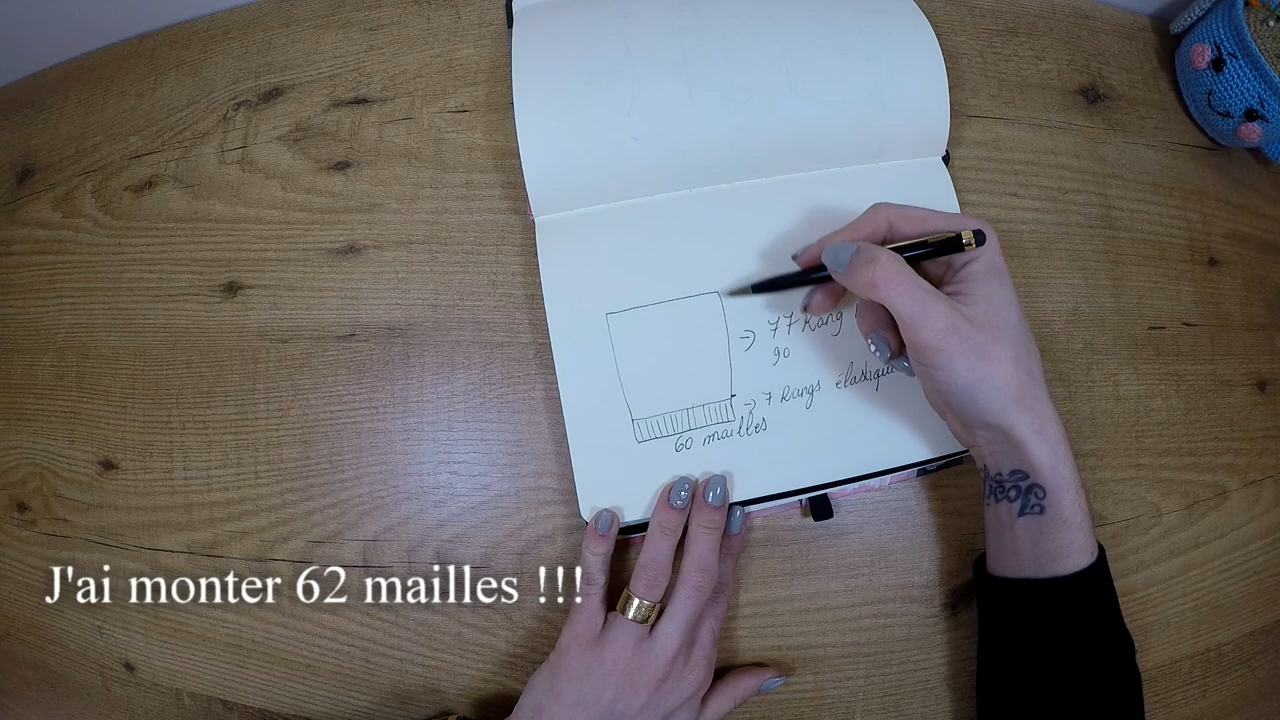 77 Rang
90
7 Rangs élastique
60 mailles
J'ai monter 62 mailles !!!